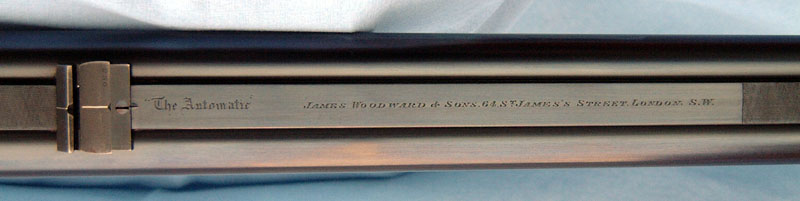 "The Automatic" James Woodward & Sons. 64. St James's Street. London. S.W.